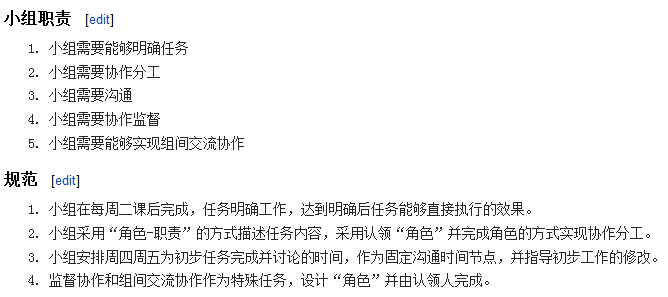 小组职责 [edit]
1. 小组需要能够明确任务
2. 小组需要协作分工
3. 小组需要沟通
4. 小组需要协作监督
5. 小组需要能够实现组间交流协作
规范 [edit]
1. 小组在每周二课后完成，任务明确工作，达到明确后任务能够直接执行的效果。
2. 小组采用“角色-职责”的方式描述任务内容，采用认领“角色”并完成角色的方式实现协作分工。
3. 小组安排周四周五为初步任务完成并讨论的时间，作为固定沟通时间节点，并指导初步工作的修改。
4. 监督协作和组间交流协作作为特殊任务，设计“角色”并由认领人完成。